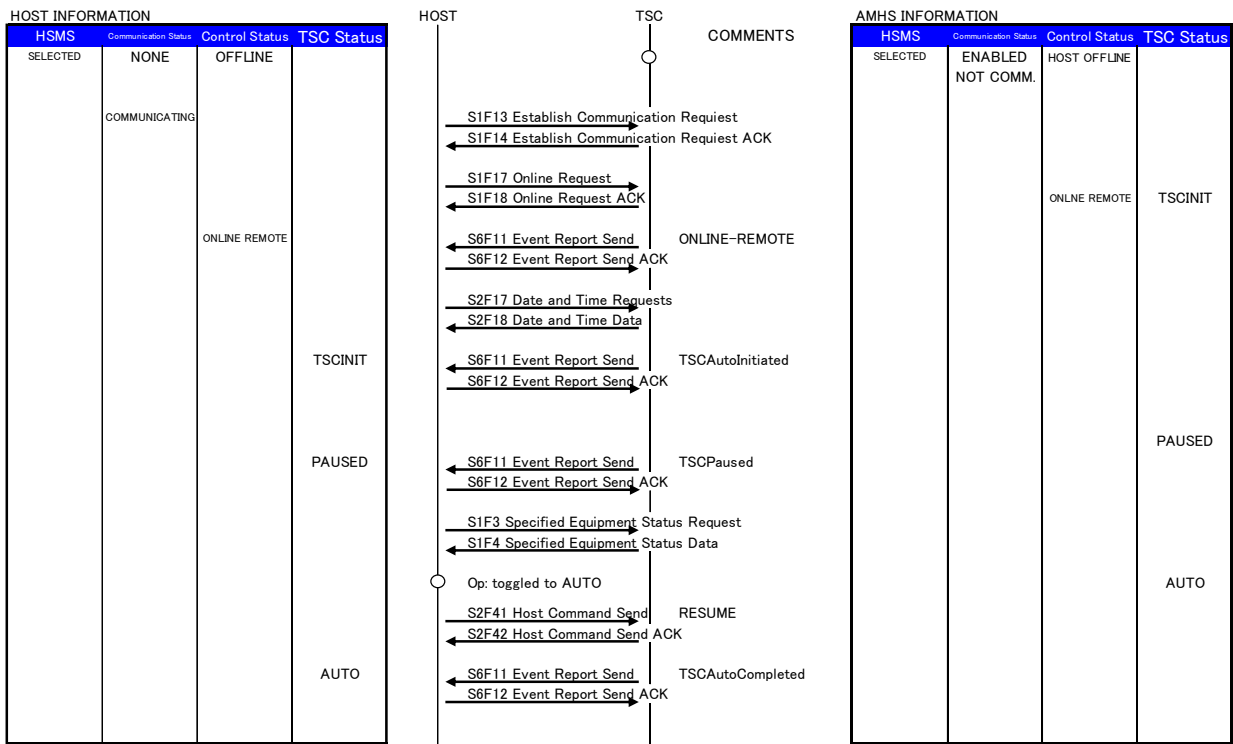 HOST INFORMATION HOST TSC AMHS INFORMATION
HSMS Communication Status Control Status TSC Status COMMENTS HSMS Communication Status Control Status TSC Status
SELECTED NONE OFFLINE SELECTED ENABLED HOST OFFLINE
NOT COMM.
COMMUNICATING S1F13 Establish Communication Requiest
S1F14 Establish Communication Requiest ACK
S1F17 Online Request
S1F18 Online Request ACK ONLNE REMOTE TSCINIT
ONLINE REMOTE S6F11 Event Report Send ONLINE-REMOTE
S6F12 Event Report Send ACK
S2F17 Date and Time Requests
S2F18 Date and Time Data
TSCINIT S6F11 Event Report Send TSCAutoInitiated
S6F12 Event Report Send ACK
PAUSED
PAUSED S6F11 Event Report Send TSCPaused
S6F12 Event Report Send ACK
S1F3 Specified Equipment Status Request
S1F4 Specified Equipment Status Data
Op: toggled to AUTO AUTO
S2F41 Host Command Send RESUME
S2F42 Host Command Send ACK
AUTO S6F11 Event Report Send TSCAutoCompleted
S6F12 Event Report Send ACK